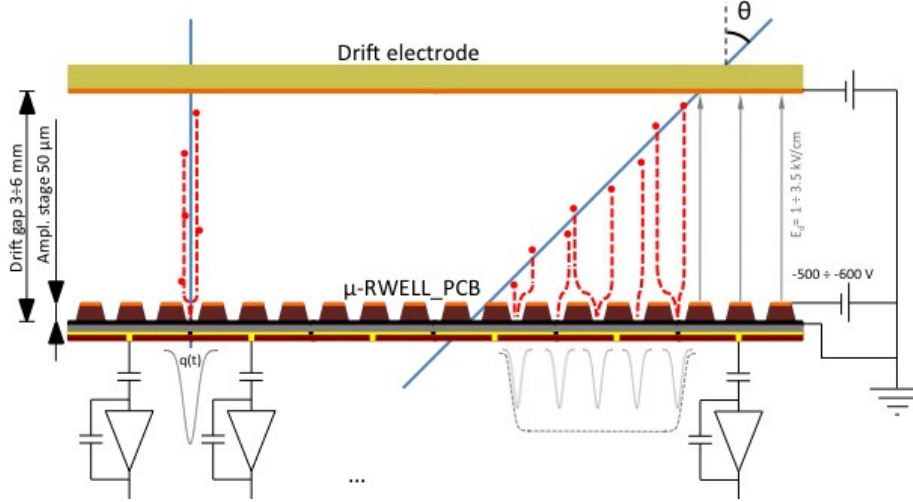 θ
Drift electrode
Drift gap 3÷6 mm
Ampl. stage 50 µm
E_d= 1 ÷ 3.5 kV/cm
-500 ÷ -600 V
µ-RWELL_PCB
q(t)
...